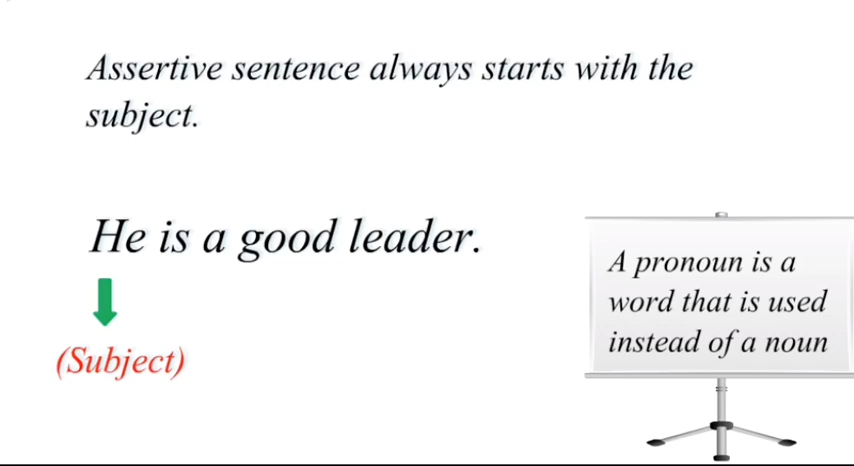 Assertive sentence always starts with the
subject.
He is a good leader.
(Subject)
A pronoun is a
word that is used
instead of a noun